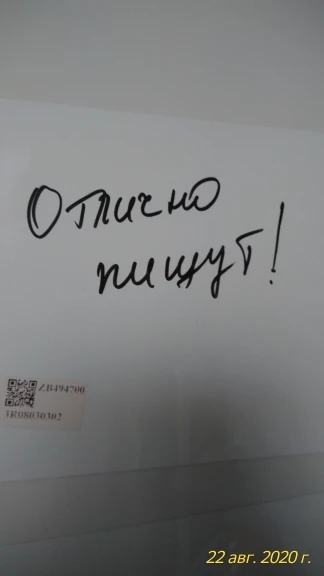 Отлично
пишут!
ZB494700
3R08030302
22 авг. 2020 г.